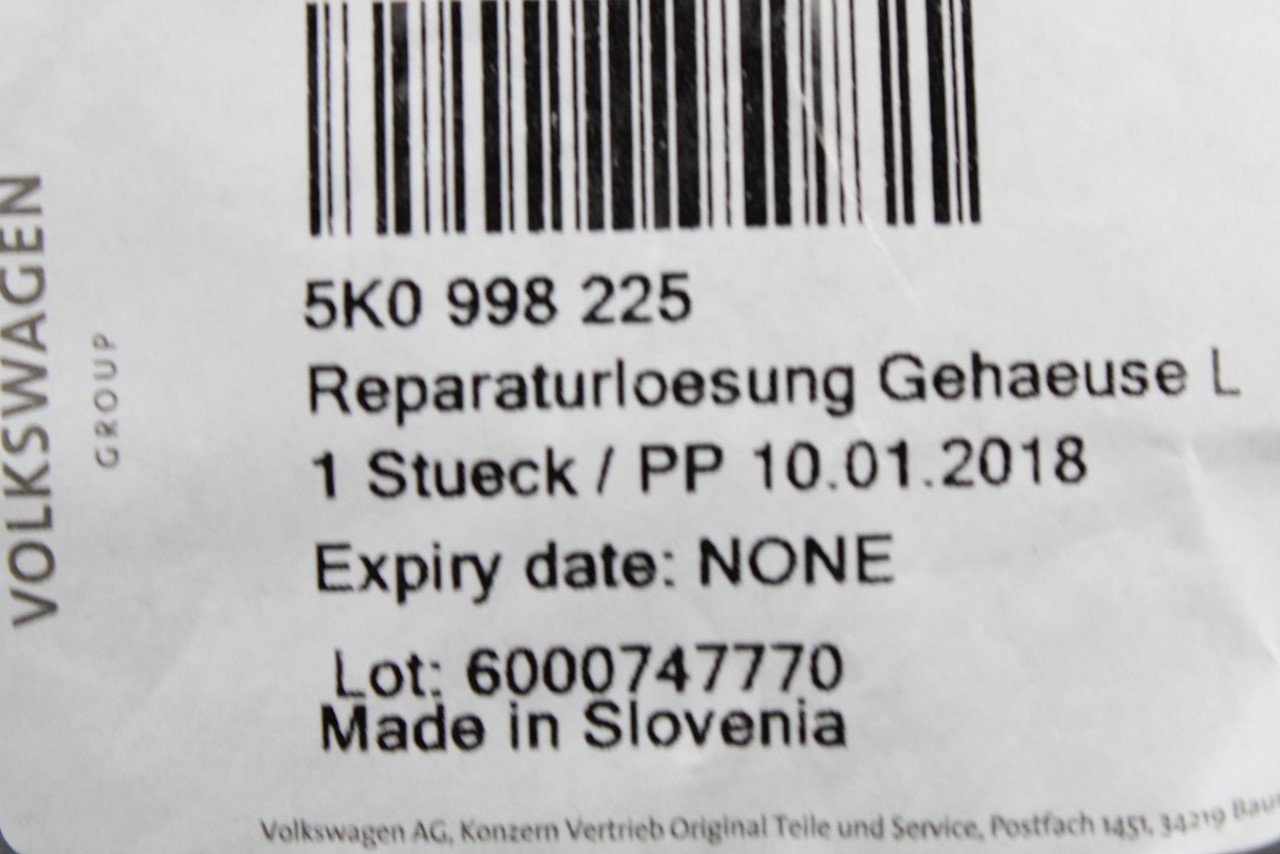 VOLKSWAGEN
GROUP
5K0 998 225
Reparaturloesung Gehaeuse L
1 Stueck / PP 10.01.2018
Expiry date: NONE
Lot: 6000747770
Made in Slovenia
Volkswagen AG, Konzern Vertrieb Original Teile und Service, Postfach 1451, 34219